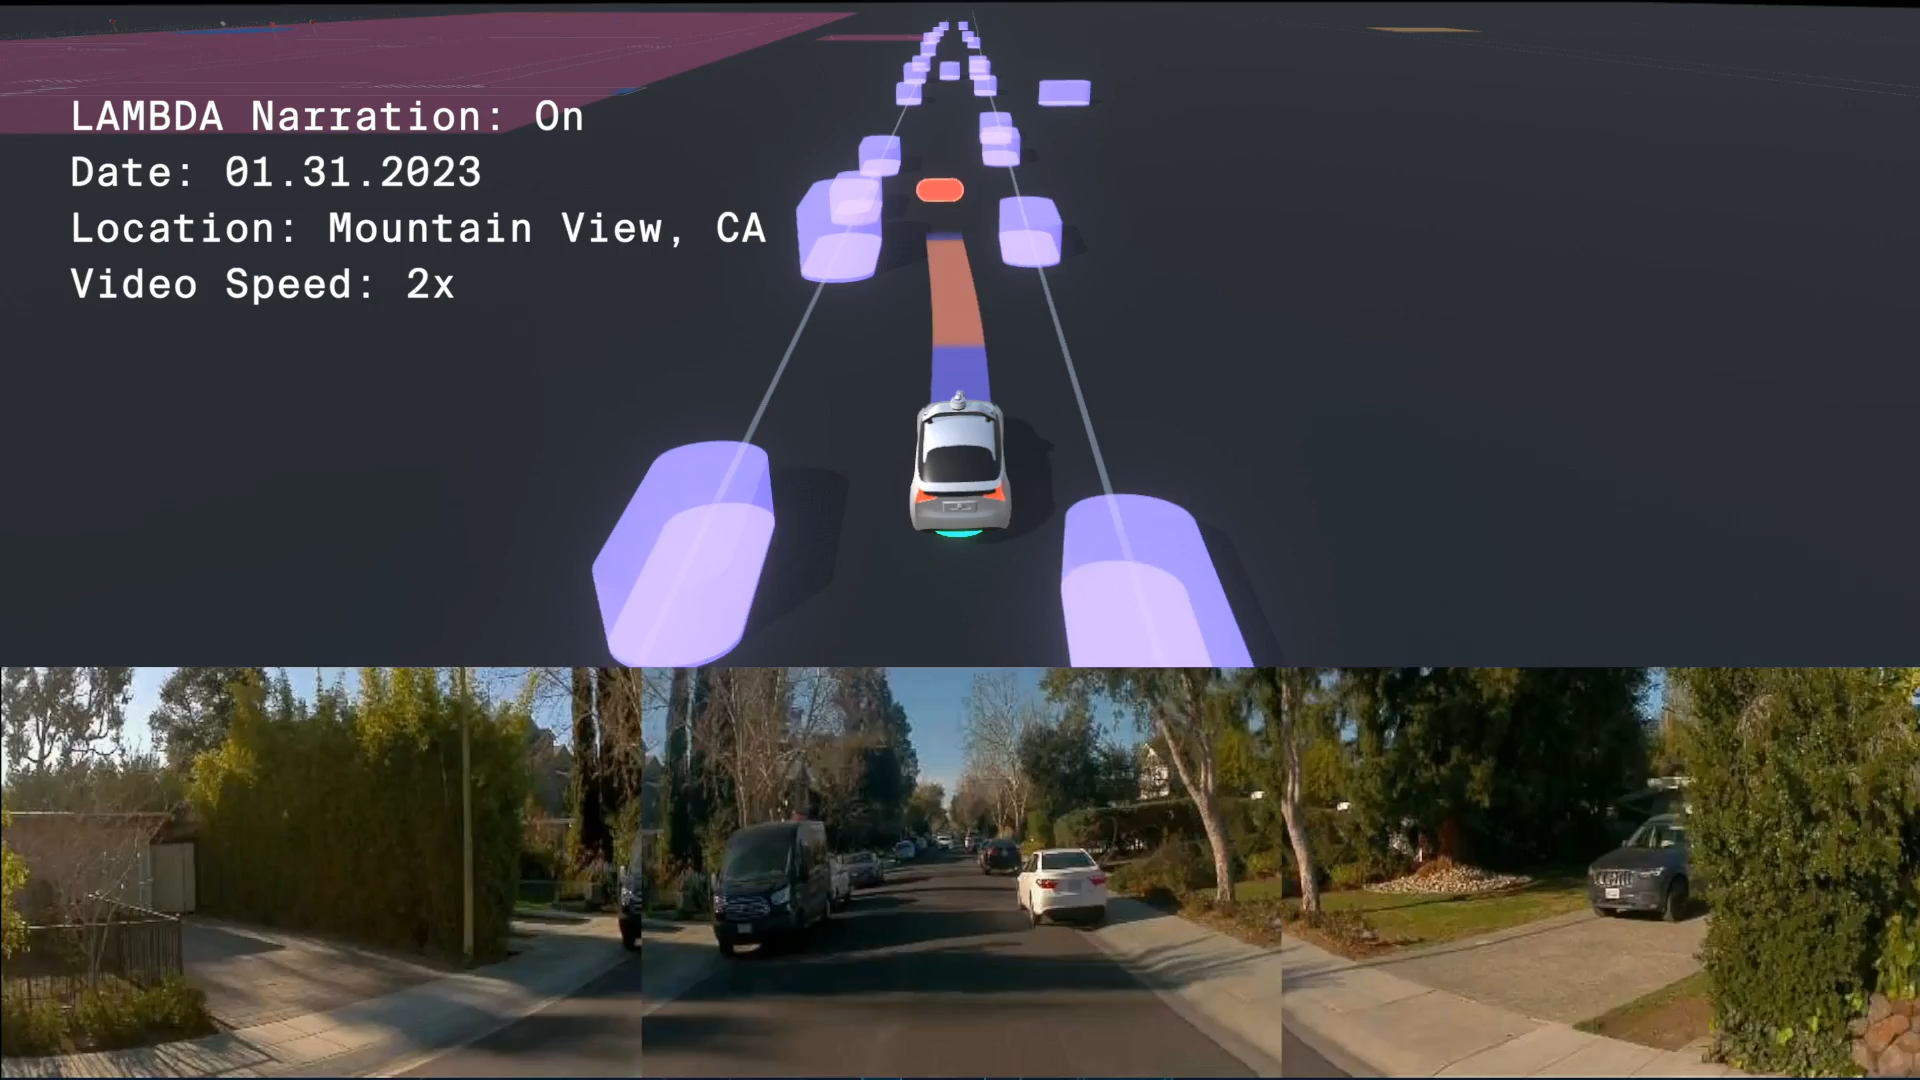 LAMBDA Narration: On
Date: 01.31.2023
Location: Mountain View, CA
Video Speed: 2x